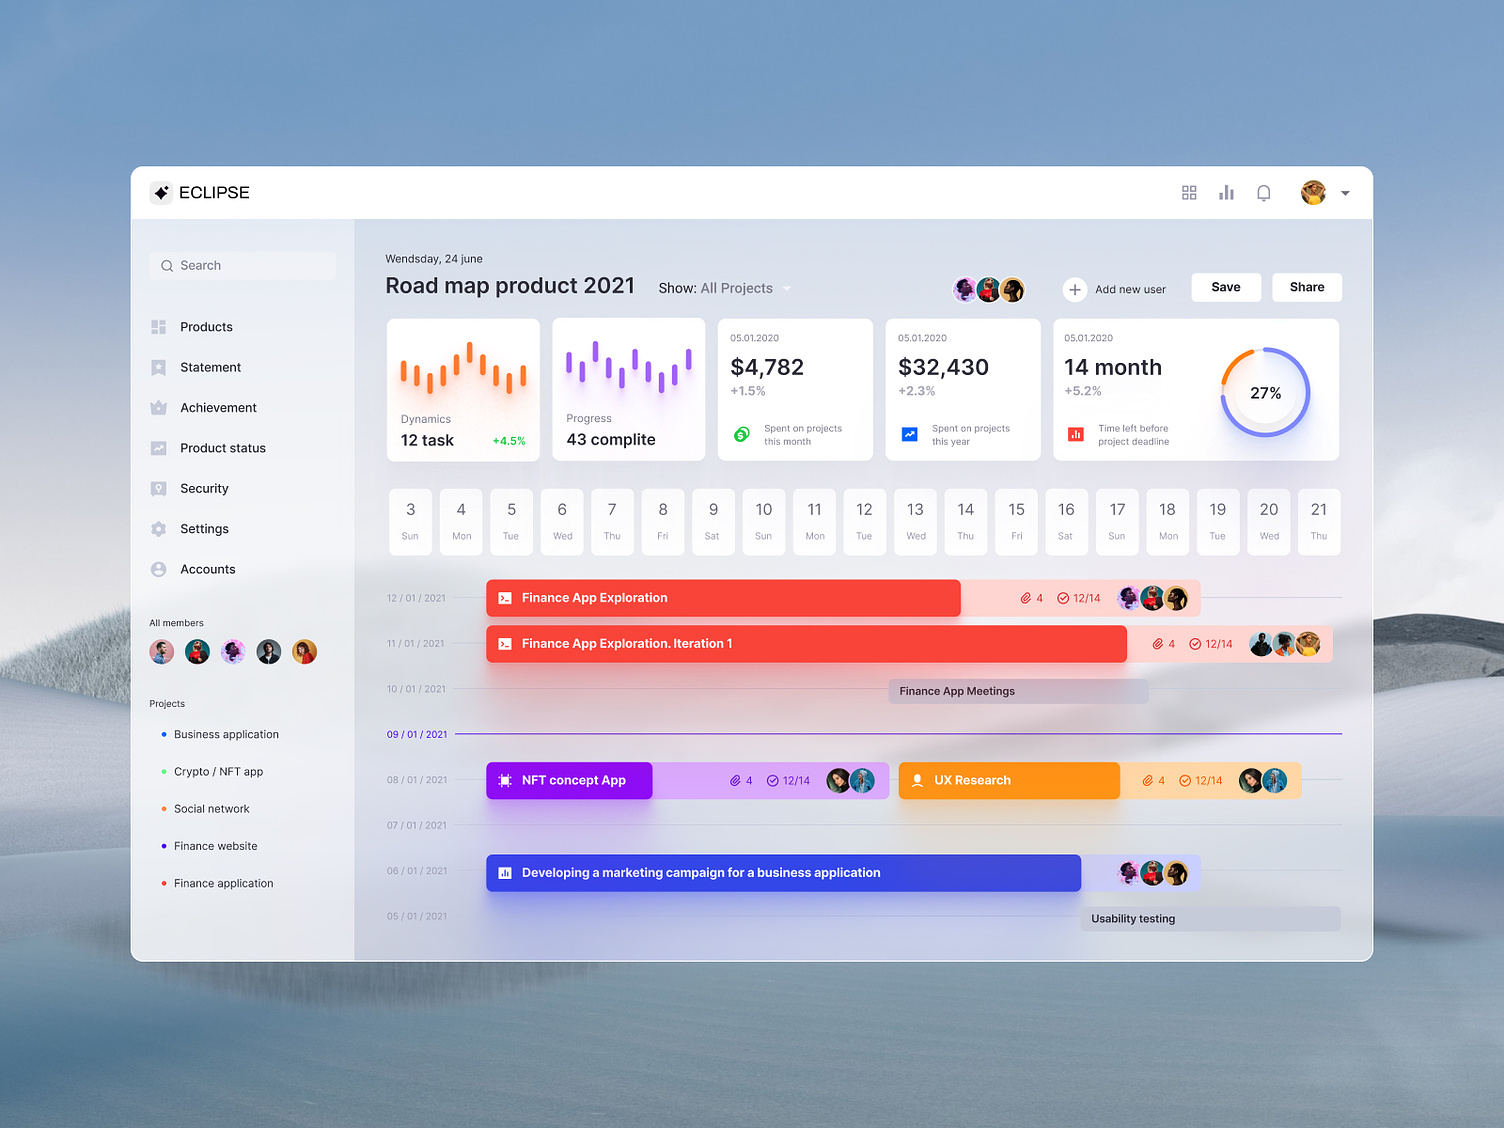 ECLIPSE
Search
Products
Statement
Achievement
Product status
Security
Settings
Accounts
All members
Projects
Business application
Crypto / NFT app
Social network
Finance website
Finance application
Wendsday, 24 june
Road map product 2021
Show: All Projects
Add new user
Save
Share
Dynamics
12 task
+4.5%
Progress
43 complite
05.01.2020
$4,782
+1.5%
Spent on projects
this month
05.01.2020
$32,430
+2.3%
Spent on projects
this year
05.01.2020
14 month
+5.2%
Time left before
project deadline
27%
3 4 5 6 7 8 9 10 11 12 13 14 15 16 17 18 19 20 21
Sun Mon Tue Wed Thu Fri Sat Sun Mon Tue Wed Thu Fri Sat Sun Mon Tue Wed Thu
12 / 01 / 2021 Finance App Exploration 4 12/14
11 / 01 / 2021 Finance App Exploration. Iteration 1 4 12/14
10 / 01 / 2021 Finance App Meetings
09 / 01 / 2021
08 / 01 / 2021 NFT concept App 4 12/14 UX Research 4 12/14
07 / 01 / 2021
06 / 01 / 2021 Developing a marketing campaign for a business application
05 / 01 / 2021 Usability testing